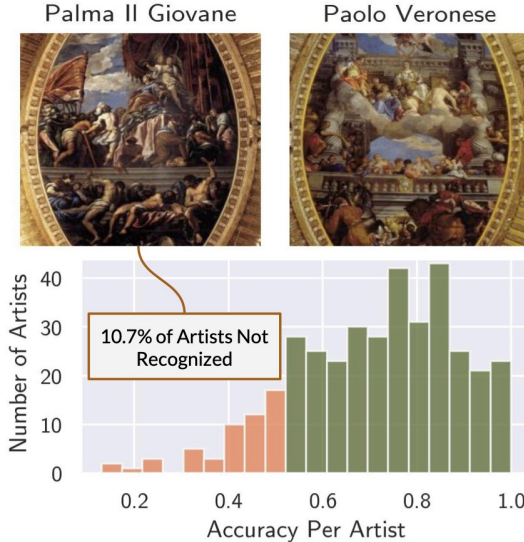 Palma Il Giovane
Paolo Veronese
Number of Artists
40
30
20
10
0
10.7% of Artists Not
Recognized
0.2
0.4
0.6
0.8
1.0
Accuracy Per Artist